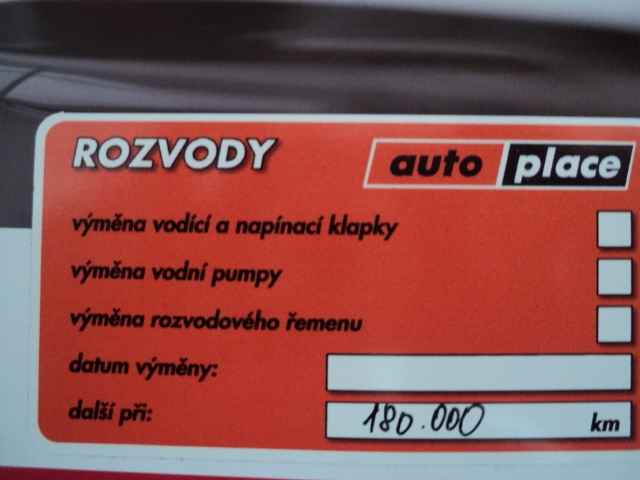 ROZVODY auto place
výměna vodící a napínací klapky
výměna vodní pumpy
výměna rozvodového řemenu
datum výměny:
další při: 180.000 km